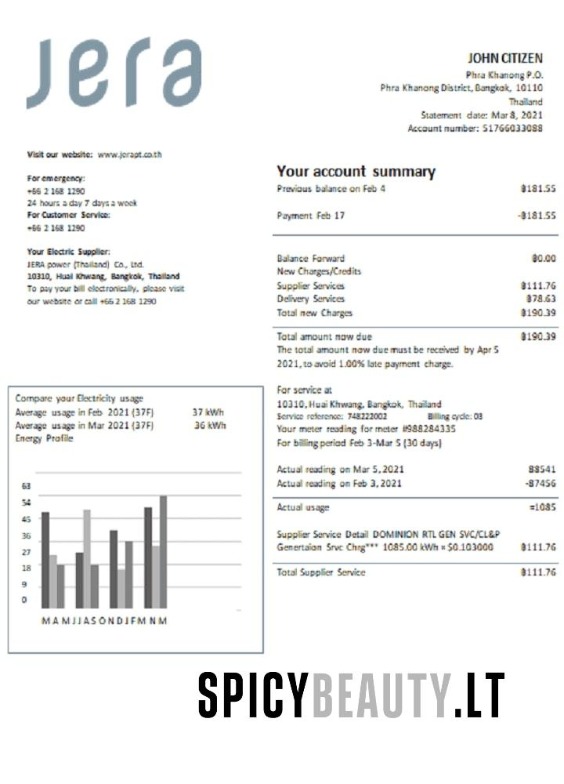 jera
JOHN CITIZEN
Phra Khanong P.O.
Phra Khanong District, Bangkok, 10110
Thailand
Statement date: Mar 8, 2021
Account number: 51766033088
Visit our website: www.jerapt.co.th
For emergency:
+66 2 168 1290
24 hours a day 7 days a week
For Customer Service:
+66 2 168 1290
Your Electric Supplier:
JERA power (Thailand) Co., Ltd.
10310, Huai Khwang, Bangkok, Thailand
To pay your bill electronically, please visit
our website or call +66 2 168 1290
Your account summary
Previous balance on Feb 4 ฿181.55
Payment Feb 17 -฿181.55
Balance Forward ฿0.00
New Charges/Credits
Supplier Services ฿111.76
Delivery Services ฿78.63
Total new Charges ฿190.39
Total amount now due ฿190.39
The total amount now due must be received by Apr 5
2021, to avoid 1.00% late payment charge.
For service at
10310, Huai Khwang, Bangkok, Thailand
Service reference: 748222002 Billing cycle: 03
Your meter reading for meter #988284335
For billing period Feb 3-Mar 5 (30 days)
Actual reading on Mar 5, 2021 88541
Actual reading on Feb 3, 2021 -87456
Actual usage =1085
Supplier Service Detail DOMINION RTL GEN SVC/CL&P
Genertaion Srvc Chrg*** 1085.00 kWh = $0.103000 ฿111.76
Total Supplier Service ฿111.76
Compare your Electricity usage
Average usage in Feb 2021 (37F) 37 kWh
Average usage in Mar 2021 (37F) 36 kWh
Energy Profile
63
54
45
36
27
18
9
0
M A M J J A S O N D J F M N M
SPICYBEAUTY.LT